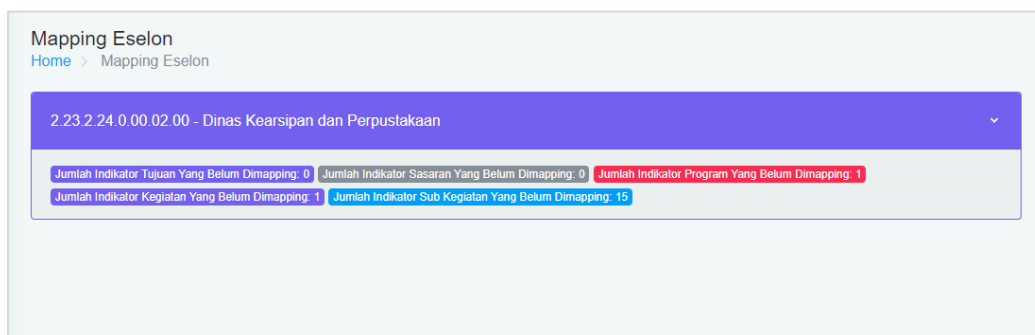 Mapping Eselon
Home > Mapping Eselon
2.23.2.24.0.00.02.00 - Dinas Kearsipan dan Perpustakaan
Jumlah Indikator Tujuan Yang Belum Dimapping: 0 Jumlah Indikator Sasaran Yang Belum Dimapping: 0 Jumlah Indikator Program Yang Belum Dimapping: 1
Jumlah Indikator Kegiatan Yang Belum Dimapping: 1 Jumlah Indikator Sub Kegiatan Yang Belum Dimapping: 15